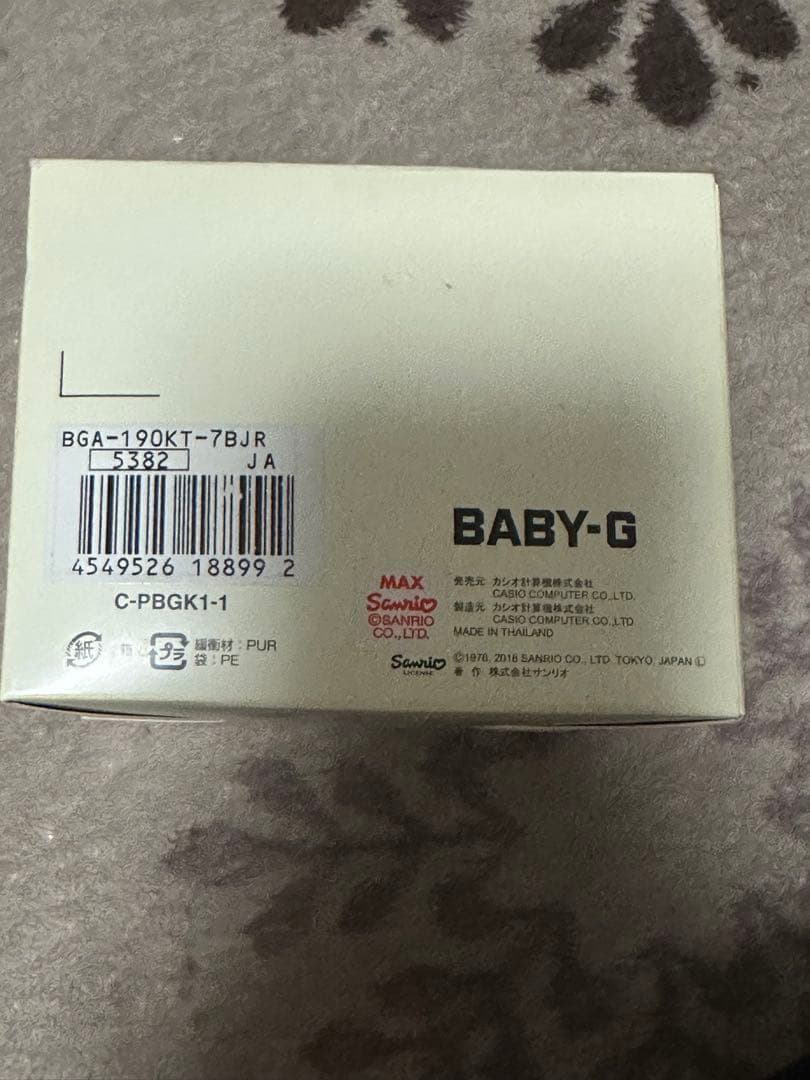 BGA-190KT-7BJR
5382 JA
4549526 18899 2
C-PBGK1-1
紙
プラ
緩衝材: PUR
袋: PE
BABY-G
MAX
Sanrio
©SANRIO
CO.,LTD.
発売元 カシオ計算機株式会社
CASIO COMPUTER CO.,LTD.
製造元 カシオ計算機株式会社
CASIO COMPUTER CO.,LTD
MADE IN THAILAND
Sanrio
LICENSE
©1976, 2016 SANRIO CO., LTD. TOKYO, JAPAN Ⓛ
著作 株式会社サンリオ